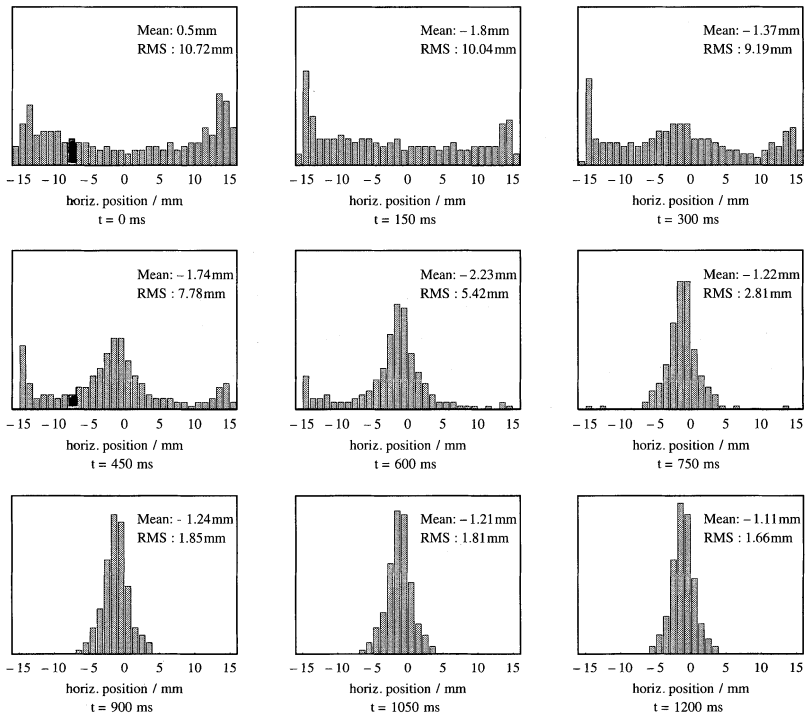 Mean: 0.5mm
RMS : 10.72mm
−15 −10 −5 0 5 10 15
horiz. position / mm
t = 0 ms
Mean: −1.8mm
RMS : 10.04mm
−15 −10 −5 0 5 10 15
horiz. position / mm
t = 150 ms
Mean: −1.37mm
RMS : 9.19mm
−15 −10 −5 0 5 10 15
horiz. position / mm
t = 300 ms
Mean: −1.74mm
RMS : 7.78mm
−15 −10 −5 0 5 10 15
horiz. position / mm
t = 450 ms
Mean: −2.23mm
RMS : 5.42mm
−15 −10 −5 0 5 10 15
horiz. position / mm
t = 600 ms
Mean: −1.22mm
RMS : 2.81mm
−15 −10 −5 0 5 10 15
horiz. position / mm
t = 750 ms
Mean: - 1.24mm
RMS : 1.85mm
−15 −10 −5 0 5 10 15
horiz. position / mm
t = 900 ms
Mean: −1.21mm
RMS : 1.81mm
−15 −10 −5 0 5 10 15
horiz. position / mm
t = 1050 ms
Mean: −1.11mm
RMS : 1.66mm
−15 −10 −5 0 5 10 15
horiz. position / mm
t = 1200 ms